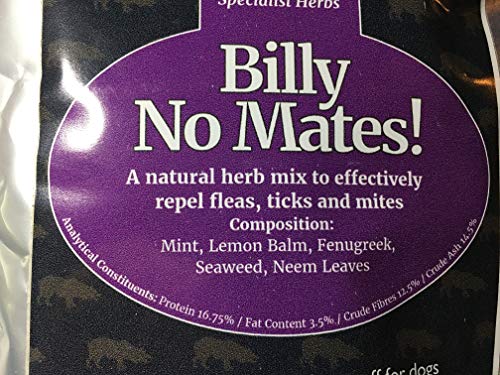 Specialist Herbs
Billy
No Mates!
A natural herb mix to effectively
repel fleas, ticks and mites
Composition:
Mint, Lemon Balm, Fenugreek,
Seaweed, Neem Leaves
Analytical Constituents: Protein 16.75% / Fat Content 3.5% / Crude Fibres 12.5% / Crude Ash 14.5%
for dogs